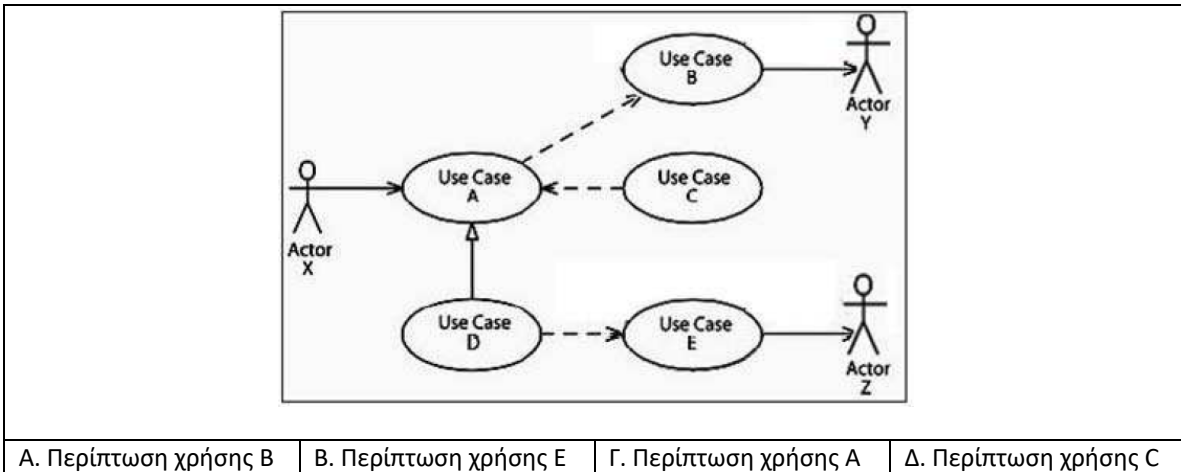 Use Case
B
Actor
Y
Use Case
A
Use Case
C
Actor
X
Use Case
D
Use Case
E
Actor
Z
Α. Περίπτωση χρήσης Β
Β. Περίπτωση χρήσης Ε
Γ. Περίπτωση χρήσης Α
Δ. Περίπτωση χρήσης C